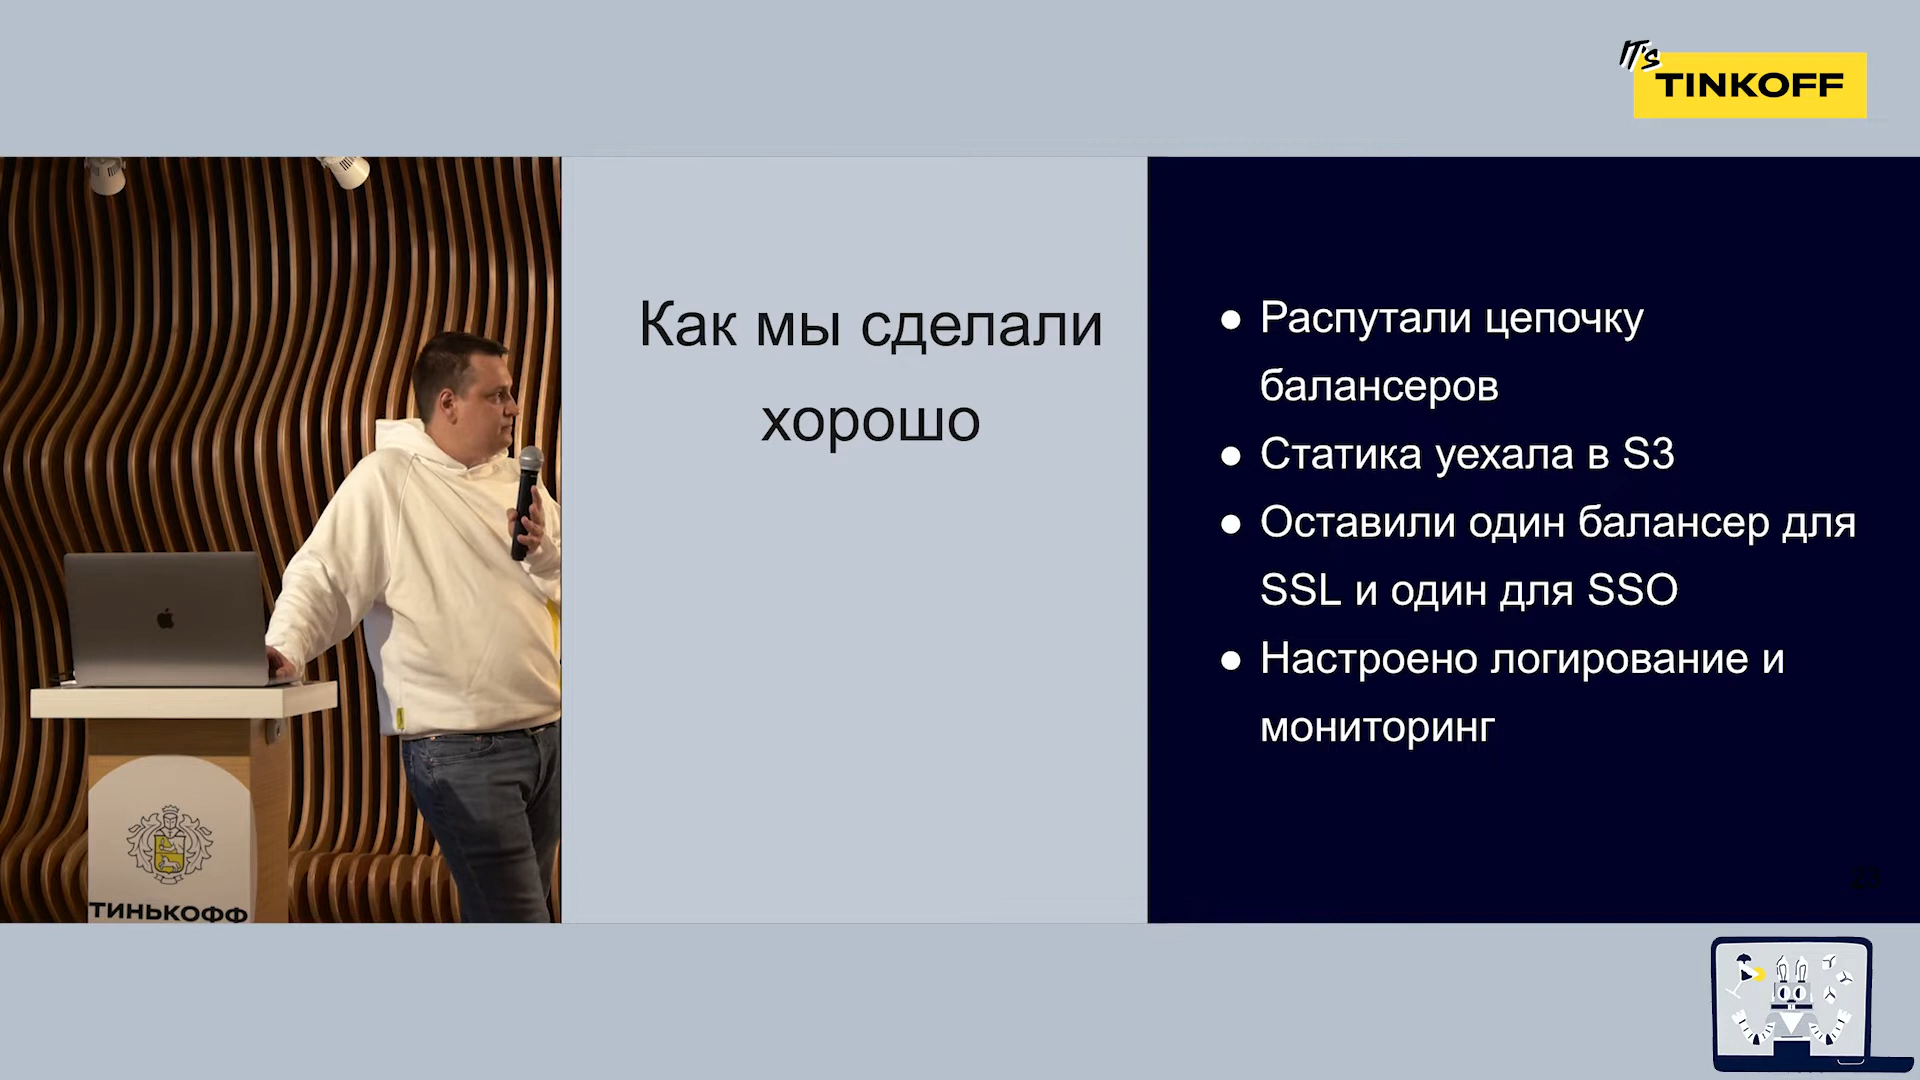 IT's
TINKOFF
Как мы сделали
хорошо
● Распутали цепочку
балансеров
● Статика уехала в S3
● Оставили один балансер для
SSL и один для SSO
● Настроено логирование и
мониторинг
23
ТИНЬКОФФ